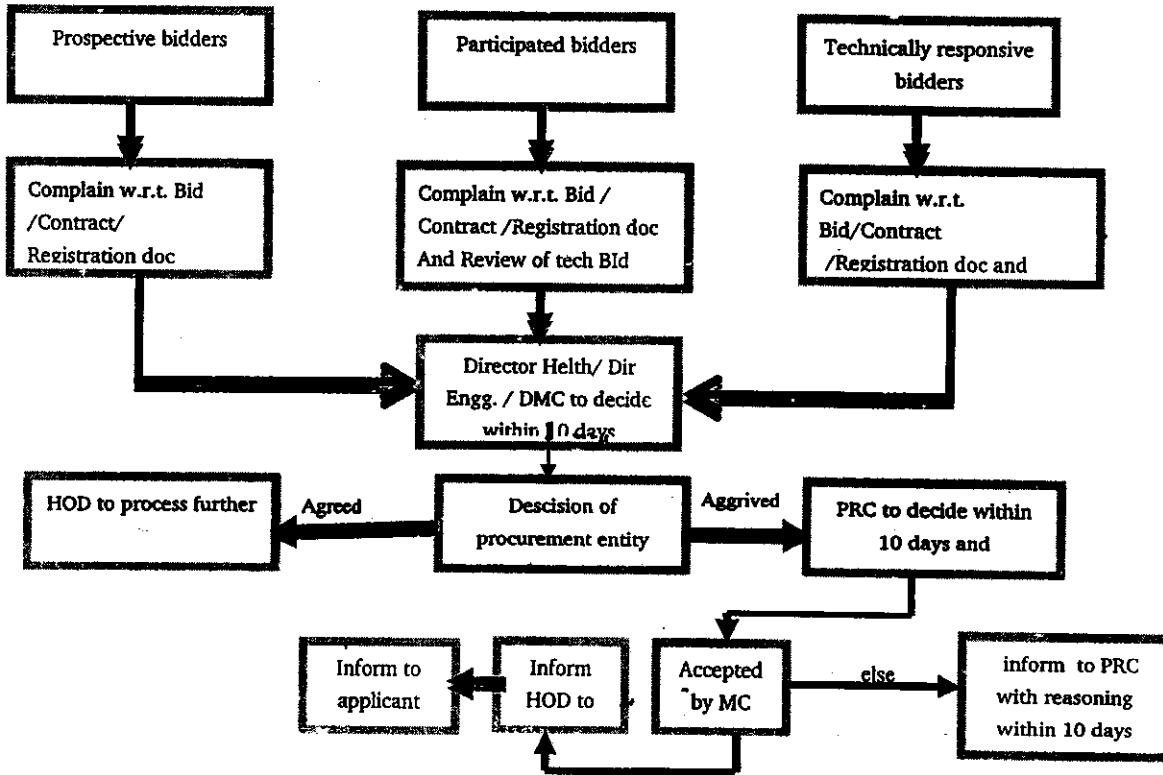 Prospective bidders
Participated bidders
Technically responsive
bidders
Complain w.r.t. Bid
/Contract/
Registration doc
Complain w.r.t. Bid /
Contract /Registration doc
And Review of tech BId
Complain w.r.t.
Bid/Contract
/Registration doc and
Director Helth/ Dir
Engg. / DMC to decide
within 10 days
HOD to process further
Agreed
Descision of
procurement entity
Aggrived
PRC to decide within
10 days and
Inform to
applicant
Inform
HOD to
Accepted
by MC
else
inform to PRC
with reasoning
within 10 days